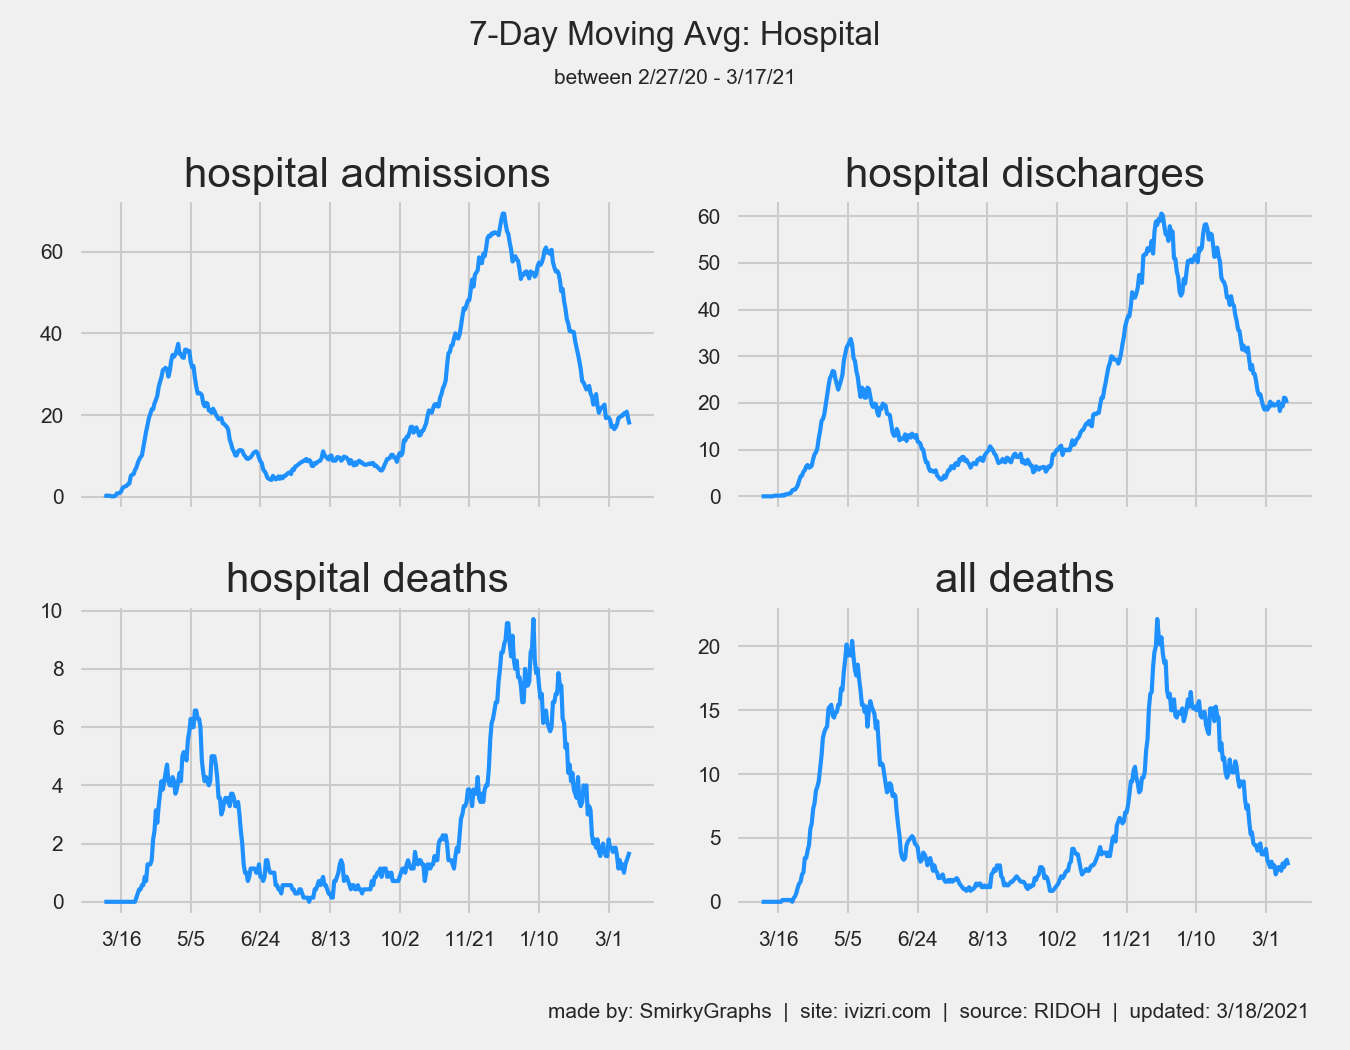 7-Day Moving Avg: Hospital
between 2/27/20 - 3/17/21
hospital admissions
60
40
20
0
hospital discharges
60
50
40
30
20
10
0
hospital deaths
10
8
6
4
2
0
3/16 5/5 6/24 8/13 10/2 11/21 1/10 3/1
all deaths
20
15
10
5
0
3/16 5/5 6/24 8/13 10/2 11/21 1/10 3/1
made by: SmirkyGraphs | site: ivizri.com | source: RIDOH | updated: 3/18/2021